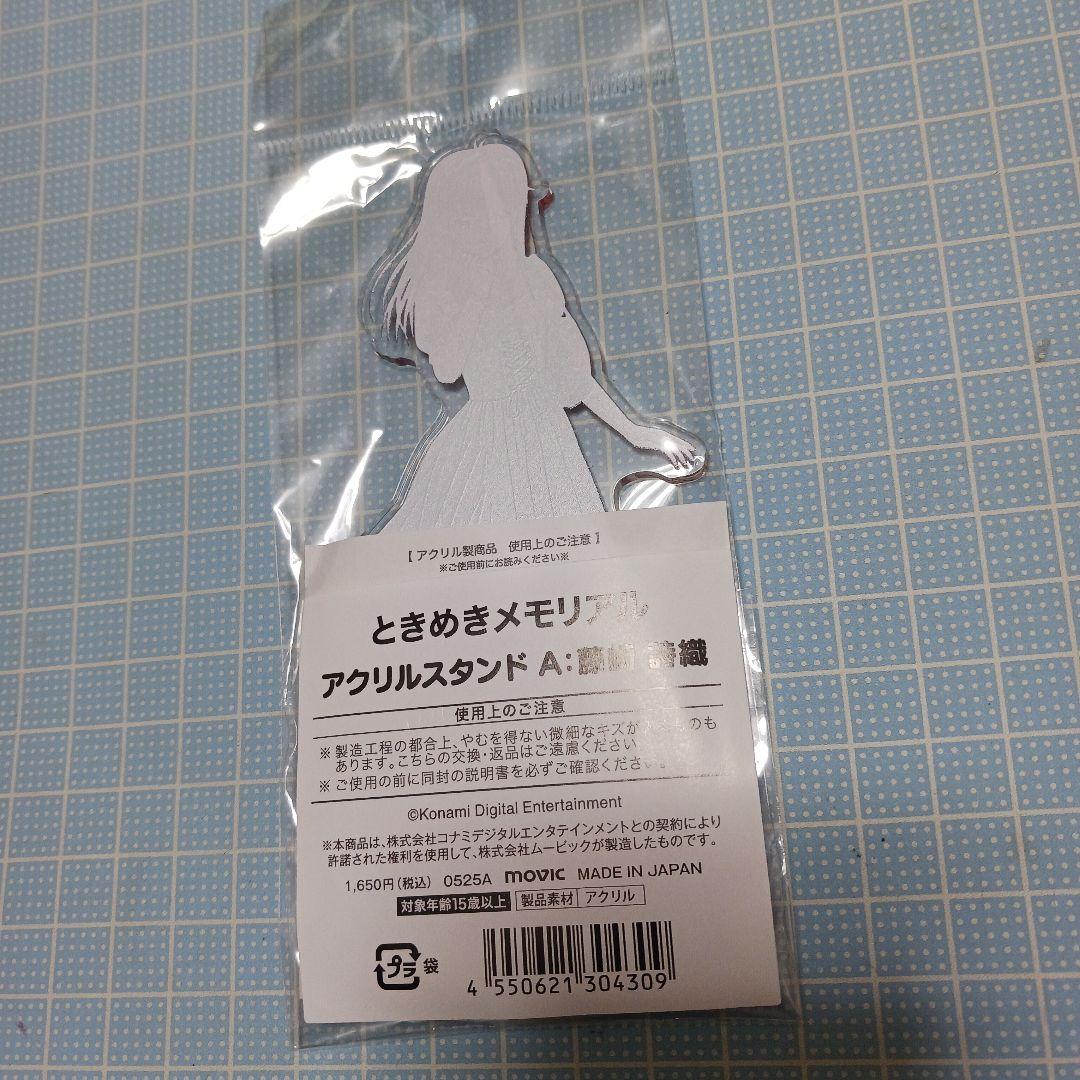 【 アクリル製商品　使用上のご注意 】
※ご使用前にお読みください※
ときめきメモリアル
アクリルスタンド A：藤崎 詩織
使用上のご注意
※ 製造工程の都合上、やむを得ない微細なキズが
のも
あります。こちらの交換・返品はご遠慮ください
※ ご使用の前に同封の説明書を必ずご確認ください。
©Konami Digital Entertainment
※本商品は、株式会社コナミデジタルエンタテインメントとの契約により
許諾された権利を使用して、株式会社ムービックが製造したものです。
1,650円（税込） 0525A movic MADE IN JAPAN
対象年齢15歳以上 製品素材 アクリル
プラ 袋
4 550621 304309